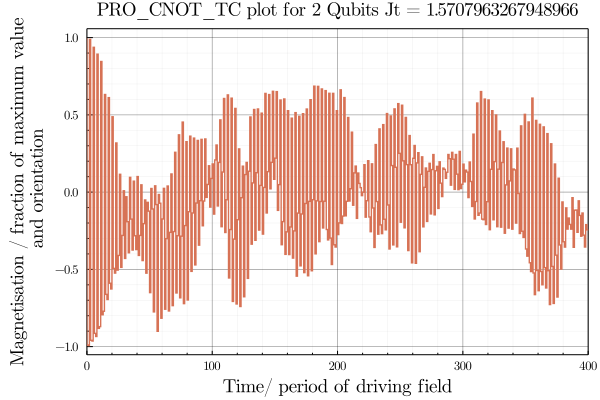 PRO_CNOT_TC plot for 2 Qubits Jt = 1.5707963267948966
Magnetisation / fraction of maximum value
and orientation
1.0
0.5
0.0
−0.5
−1.0
0 100 200 300 400
Time/ period of driving field